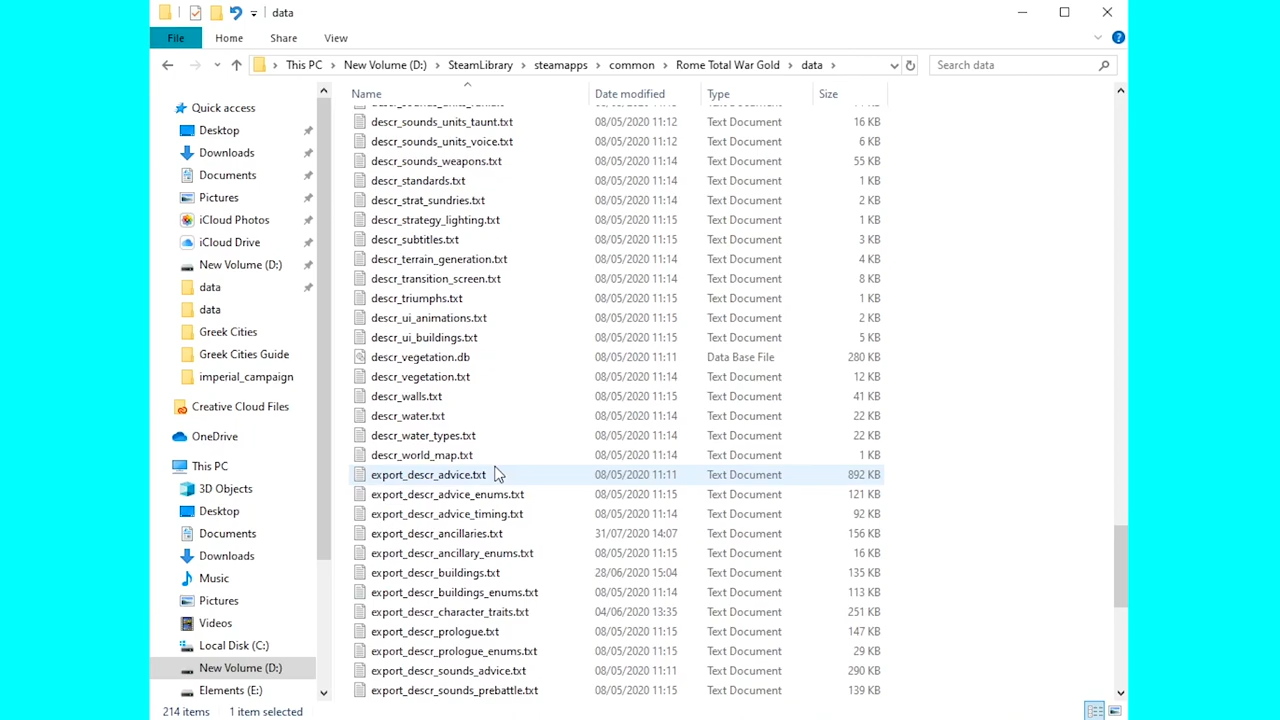 data
File Home Share View
This PC New Volume (D:) SteamLibrary steamapps common Rome Total War Gold data Search data
Name Date modified Type Size
Quick access
Desktop
Downloads
Documents
Pictures
iCloud Photos
iCloud Drive
New Volume (D:)
data
data
Greek Cities
Greek Cities Guide
imperial_campaign
Creative Cloud Files
OneDrive
This PC
3D Objects
Desktop
Documents
Downloads
Music
Pictures
Videos
Local Disk (C:)
New Volume (D:)
Elements (E:)
descr_sounds_units_taunt.txt 08/05/2020 11:12 Text Document 16 KB
descr_sounds_units_voice.txt 08/05/2020 11:12 Text Document 6 KB
descr_sounds_weapons.txt 08/05/2020 11:14 Text Document 55 KB
descr_standards.txt 08/05/2020 11:14 Text Document 1 KB
descr_strat_sundries.txt 08/05/2020 11:14 Text Document 2 KB
descr_strategy_lighting.txt 08/05/2020 11:15 Text Document 1 KB
descr_subtitles.txt 08/05/2020 11:15 Text Document 3 KB
descr_terrain_generation.txt 08/05/2020 11:14 Text Document 4 KB
descr_transition_screen.txt 08/05/2020 11:14 Text Document 8 KB
descr_triumphs.txt 08/05/2020 11:15 Text Document 1 KB
descr_ui_animations.txt 08/05/2020 11:14 Text Document 2 KB
descr_ui_buildings.txt 08/05/2020 11:15 Text Document 5 KB
descr_vegetation.db 08/05/2020 11:11 Data Base File 280 KB
descr_vegetation.txt 08/05/2020 11:14 Text Document 12 KB
descr_walls.txt 08/05/2020 11:15 Text Document 41 KB
descr_water.txt 08/05/2020 11:14 Text Document 22 KB
descr_water_types.txt 08/05/2020 11:14 Text Document 22 KB
descr_world_map.txt 08/05/2020 11:14 Text Document 1 KB
export_descr_advice.txt 08/05/2020 11:11 Text Document 892 KB
export_descr_advice_enums.txt 08/05/2020 11:15 Text Document 121 KB
export_descr_advice_timing.txt 08/05/2020 11:14 Text Document 92 KB
export_descr_ancillaries.txt 31/07/2020 14:07 Text Document 156 KB
export_descr_ancillary_enums.txt 08/05/2020 11:15 Text Document 16 KB
export_descr_buildings.txt 28/06/2020 15:04 Text Document 135 KB
export_descr_buildings_enums.txt 08/05/2020 11:14 Text Document 113 KB
export_descr_character_traits.txt 04/06/2020 13:35 Text Document 251 KB
export_descr_prologue.txt 08/05/2020 11:15 Text Document 147 KB
export_descr_prologue_enums.txt 08/05/2020 11:15 Text Document 29 KB
export_descr_sounds_advice.txt 08/05/2020 11:11 Text Document 290 KB
export_descr_sounds_prebattle.txt 08/05/2020 11:15 Text Document 139 KB
214 items 1 item selected